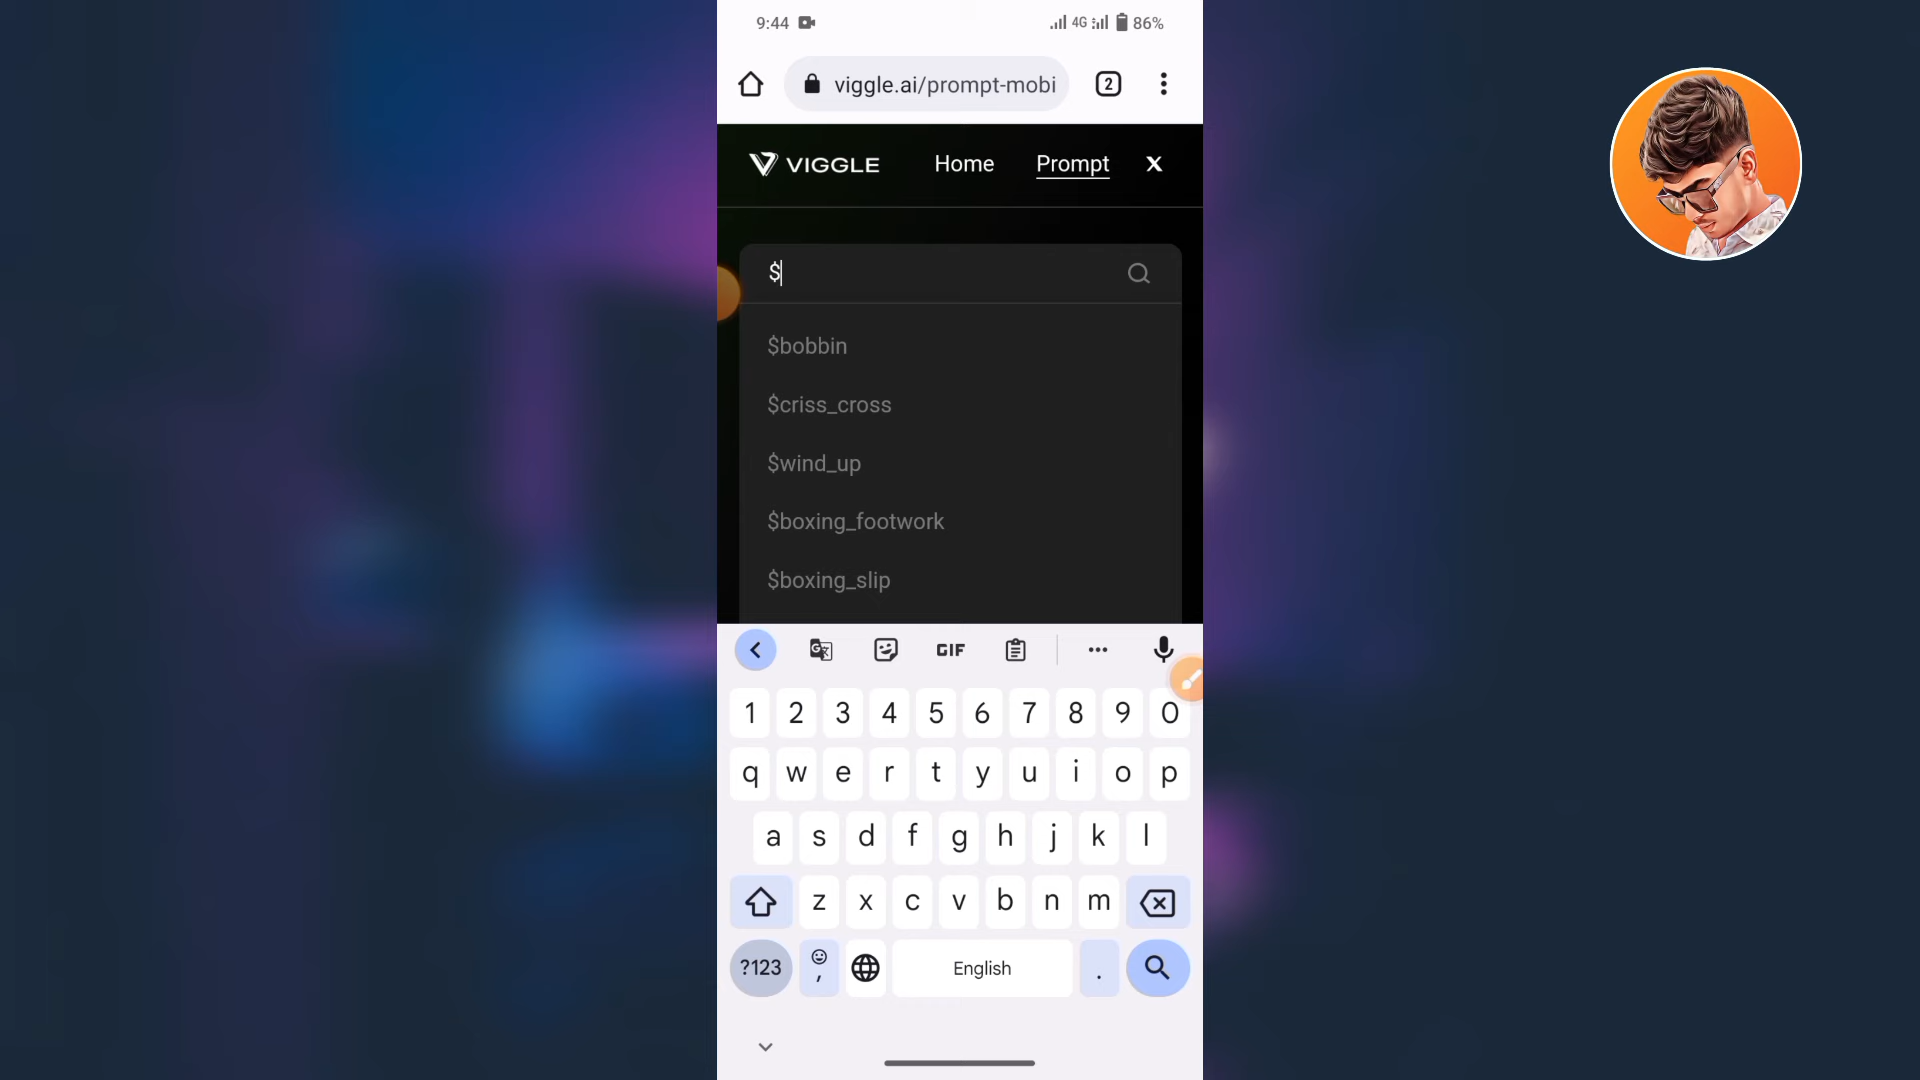 9:44 4G 86%
viggle.ai/prompt-mobi 2
VIGGLE Home Prompt X
$
$bobbin
$criss_cross
$wind_up
$boxing_footwork
$boxing_slip
GIF
1 2 3 4 5 6 7 8 9 0
q w e r t y u i o p
a s d f g h j k l
z x c v b n m
?123 , English .